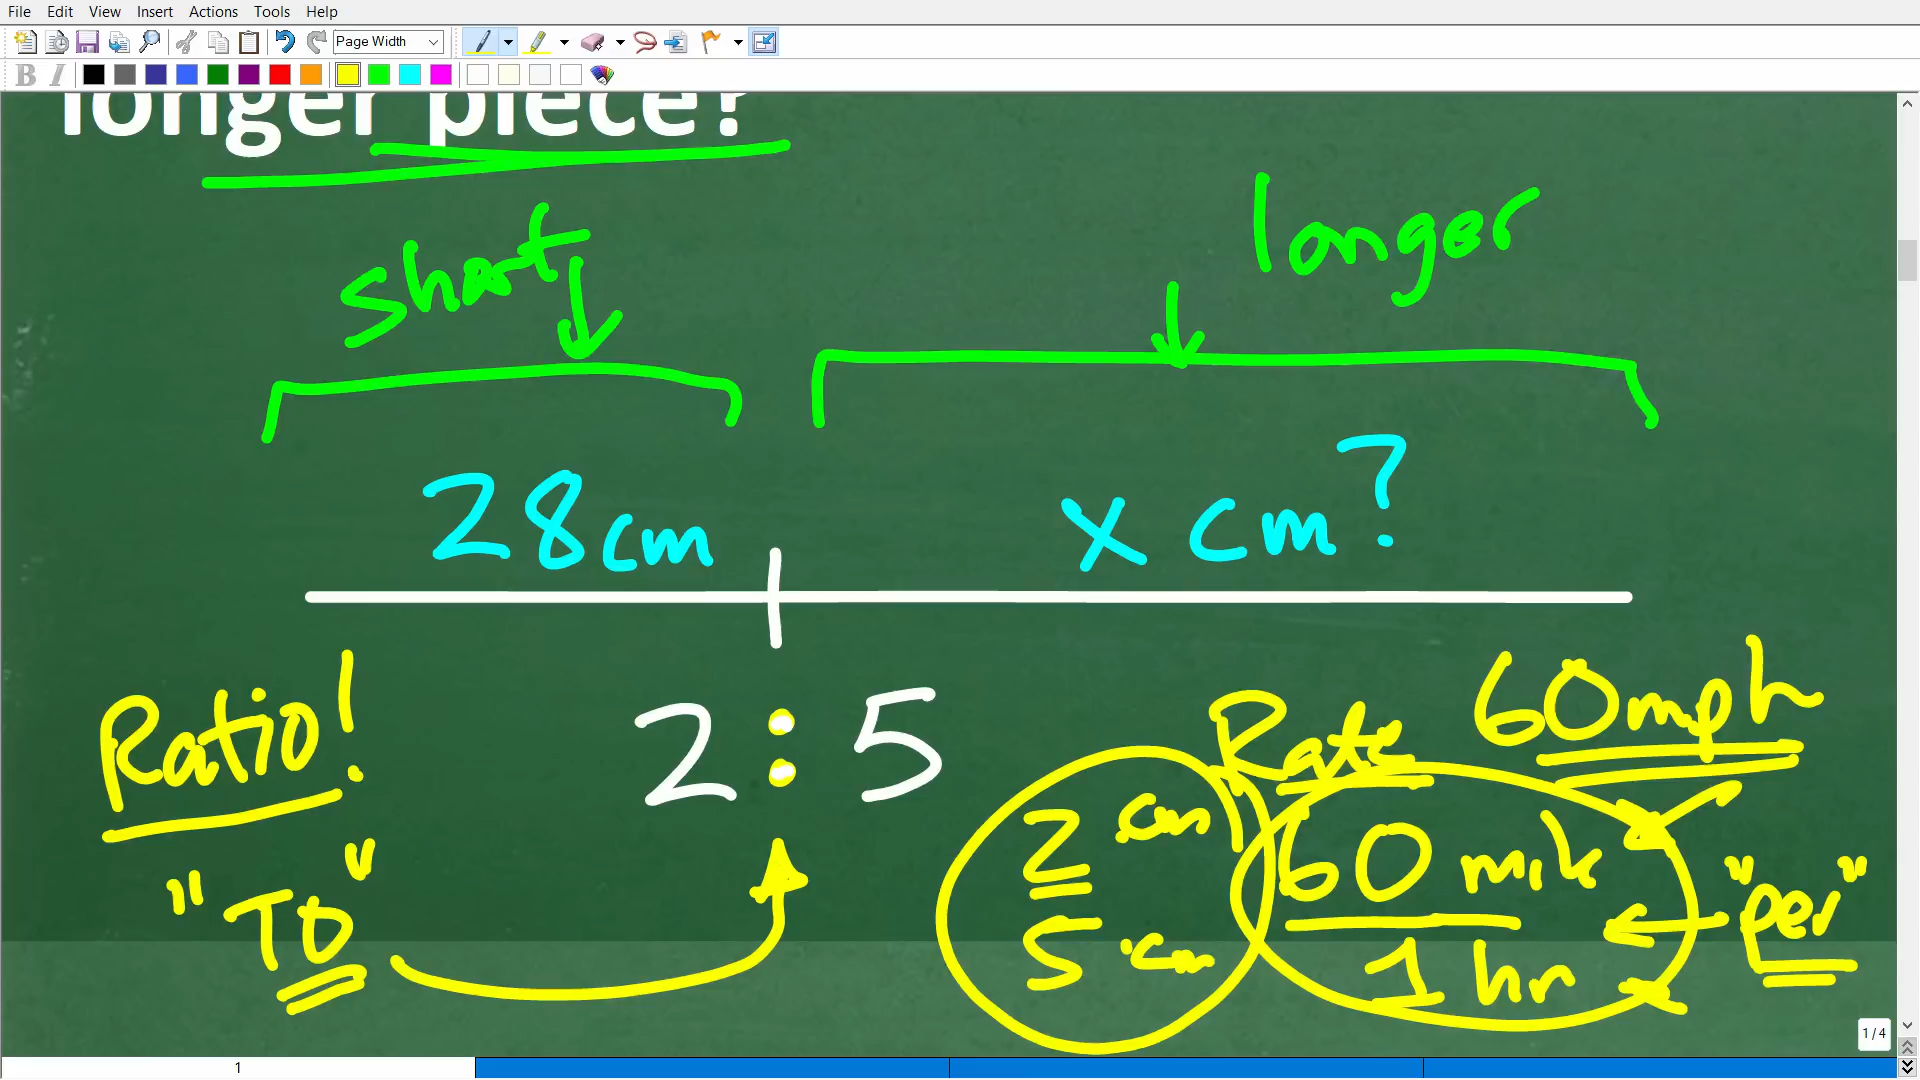 File Edit View Insert Actions Tools Help
Page Width
B I
longer piece?
short
longer
28cm
x cm?
Ratio!
2 : 5
Rate
60mph
"TO"
2 cm
5 cm
60 mile
1 hr
"per"
1 / 4
1